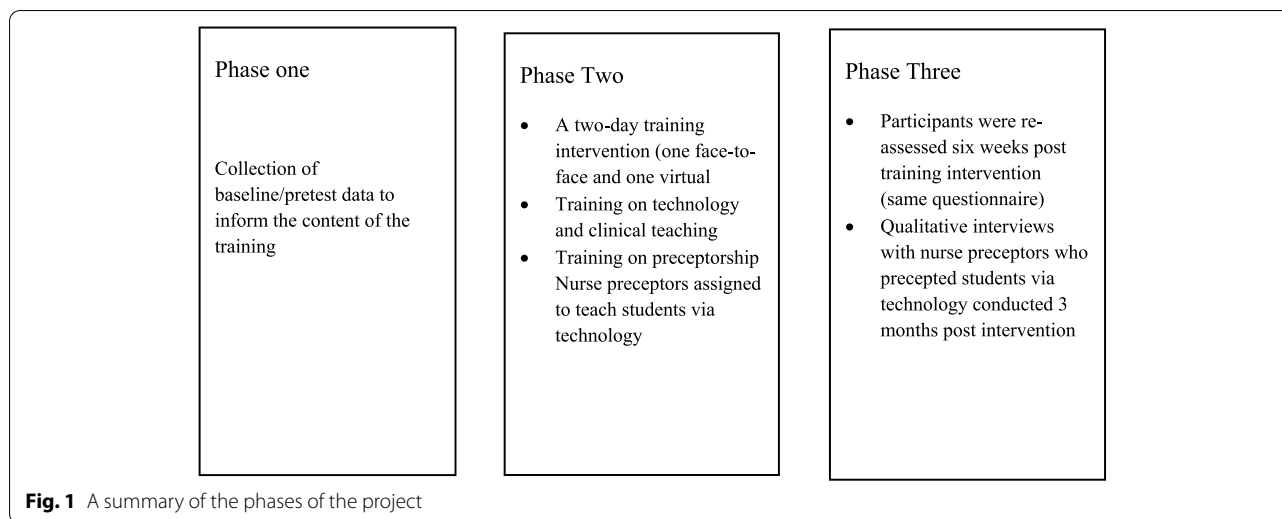 Phase one
Collection of
baseline/pretest data to
inform the content of the
training
Phase Two
• A two-day training
intervention (one face-to-
face and one virtual
• Training on technology
and clinical teaching
• Training on preceptorship
Nurse preceptors assigned
to teach students via
technology
Phase Three
• Participants were re-
assessed six weeks post
training intervention
(same questionnaire)
• Qualitative interviews
with nurse preceptors who
precepted students via
technology conducted 3
months post intervention
Fig. 1 A summary of the phases of the project